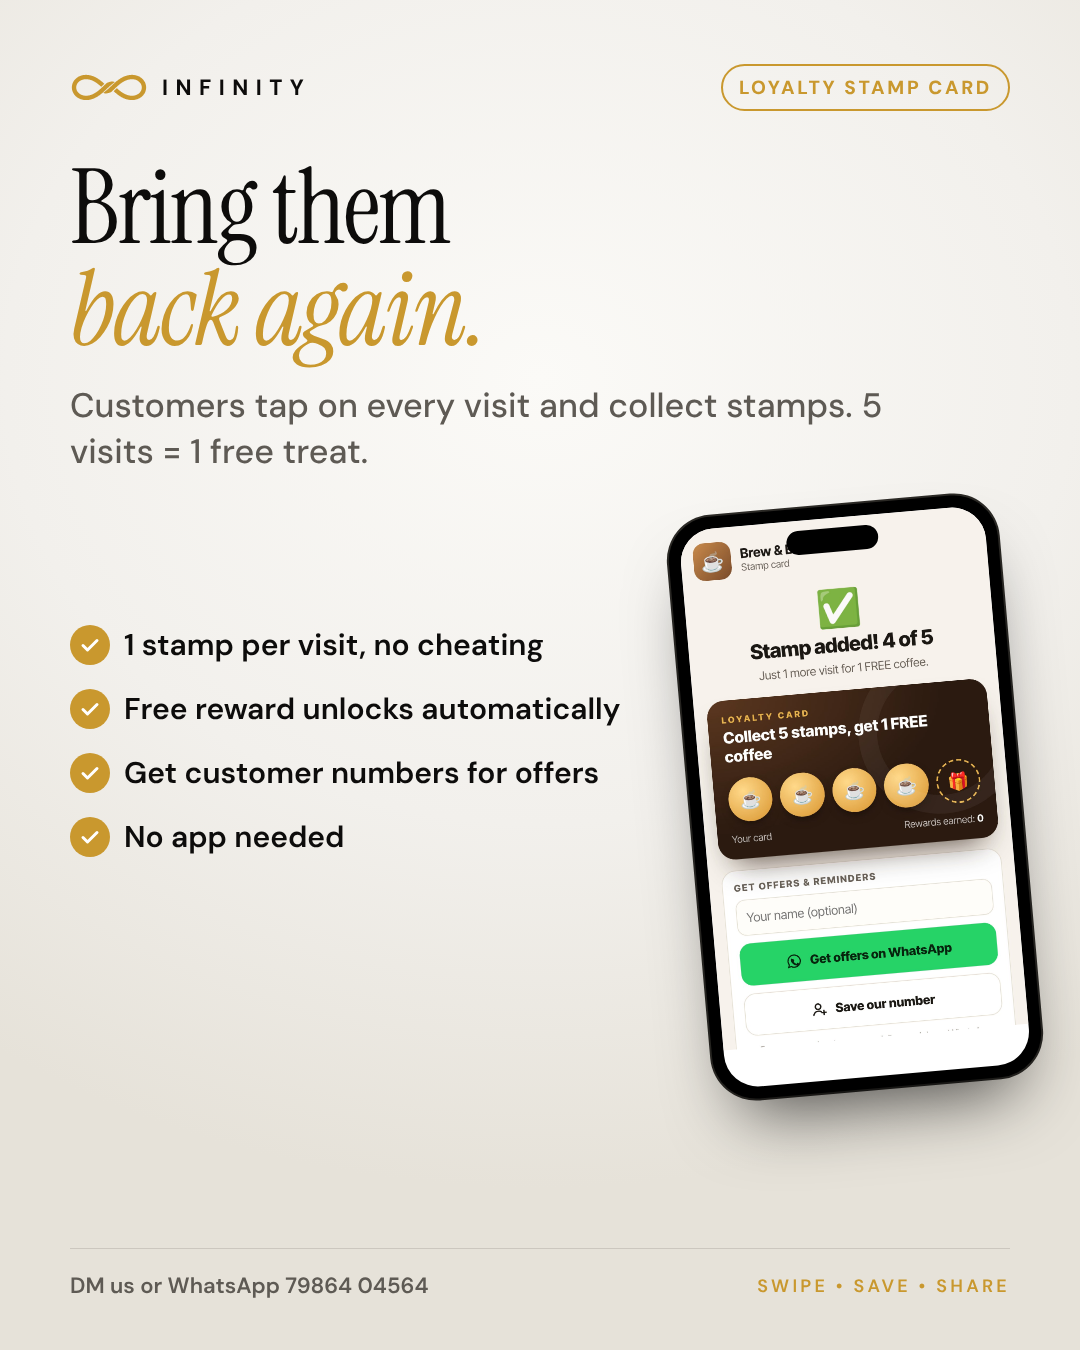 INFINITY
LOYALTY STAMP CARD
Bring them
back again.
Customers tap on every visit and collect stamps. 5
visits = 1 free treat.
1 stamp per visit, no cheating
Free reward unlocks automatically
Get customer numbers for offers
No app needed
Brew &
Stamp card
Stamp added! 4 of 5
Just 1 more visit for 1 FREE coffee.
LOYALTY CARD
Collect 5 stamps, get 1 FREE
coffee
Your card
Rewards earned: 0
GET OFFERS & REMINDERS
Your name (optional)
Get offers on WhatsApp
Save our number
DM us or WhatsApp 79864 04564
SWIPE • SAVE • SHARE